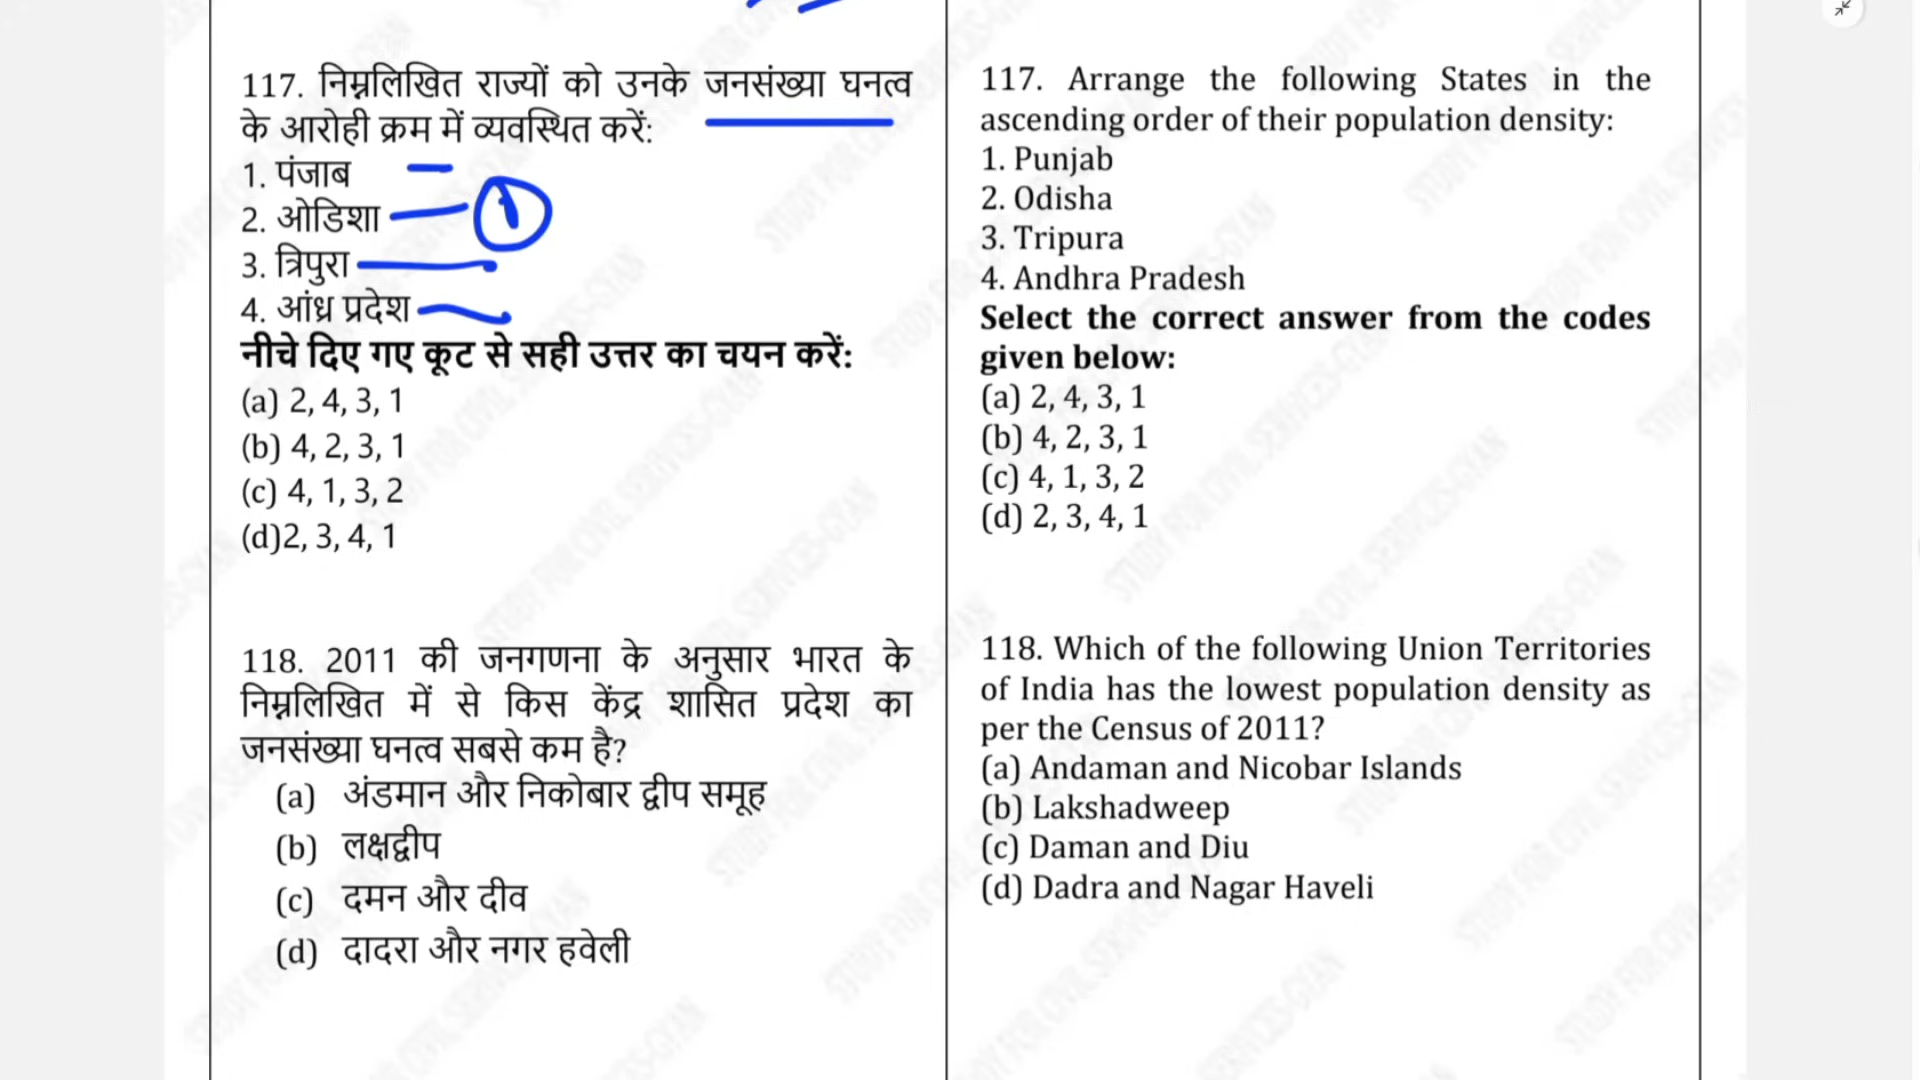 117. निम्नलिखित राज्यों को उनके जनसंख्या घनत्व
के आरोही क्रम में व्यवस्थित करें:
1. पंजाब
2. ओडिशा
1
3. त्रिपुरा
4. आंध्र प्रदेश
नीचे दिए गए कूट से सही उत्तर का चयन करें:
(a) 2, 4, 3, 1
(b) 4, 2, 3, 1
(c) 4, 1, 3, 2
(d)2, 3, 4, 1
118. 2011 की जनगणना के अनुसार भारत के
निम्नलिखित में से किस केंद्र शासित प्रदेश का
जनसंख्या घनत्व सबसे कम है?
(a) अंडमान और निकोबार द्वीप समूह
(b) लक्षद्वीप
(c) दमन और दीव
(d) दादरा और नगर हवेली
117. Arrange the following States in the
ascending order of their population density:
1. Punjab
2. Odisha
3. Tripura
4. Andhra Pradesh
Select the correct answer from the codes
given below:
(a) 2, 4, 3, 1
(b) 4, 2, 3, 1
(c) 4, 1, 3, 2
(d) 2, 3, 4, 1
118. Which of the following Union Territories
of India has the lowest population density as
per the Census of 2011?
(a) Andaman and Nicobar Islands
(b) Lakshadweep
(c) Daman and Diu
(d) Dadra and Nagar Haveli
STUDY FOR CIVIL SERVICES-GYAN